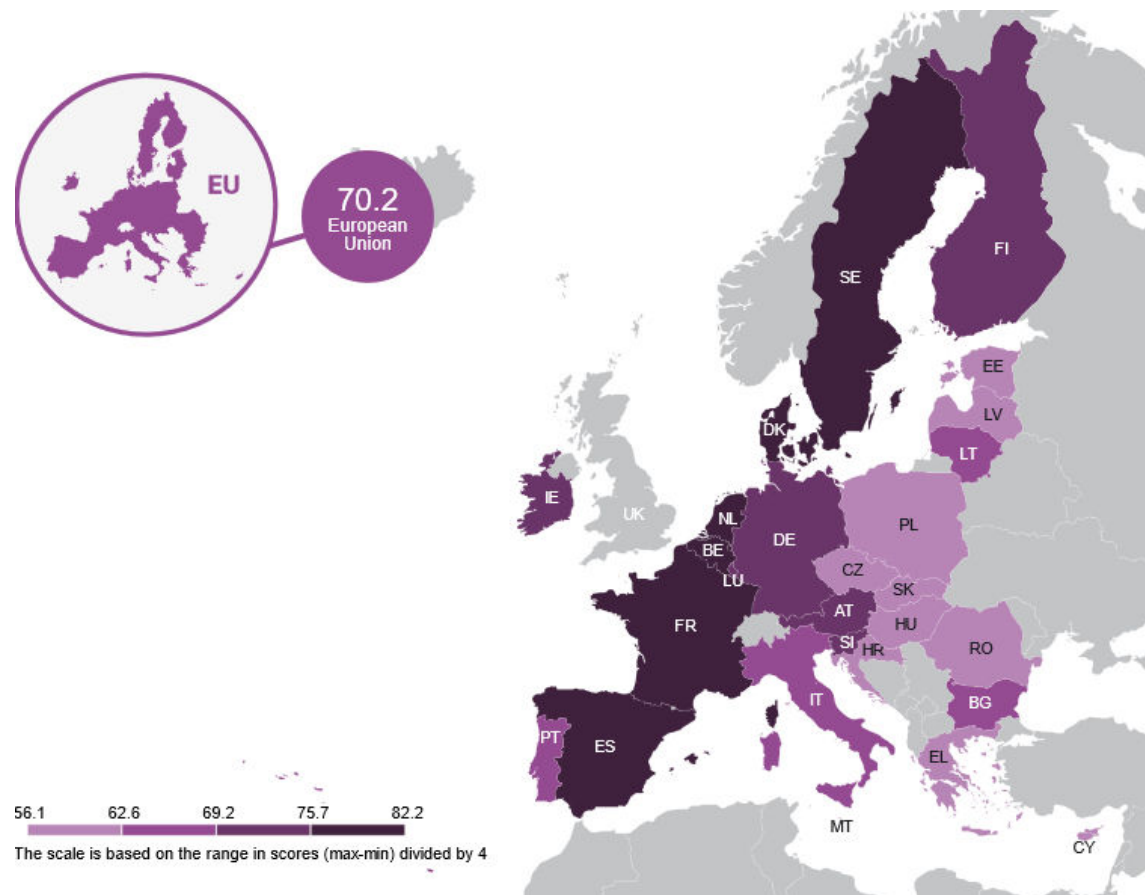 EU
70.2
European
Union
FI
SE
EE
LV
LT
DK
IE
UK
NL
BE
LU
DE
PL
CZ
SK
AT
HU
SI
HR
RO
FR
IT
BG
PT
ES
EL
MT
CY
56.1 62.6 69.2 75.7 82.2
The scale is based on the range in scores (max-min) divided by 4